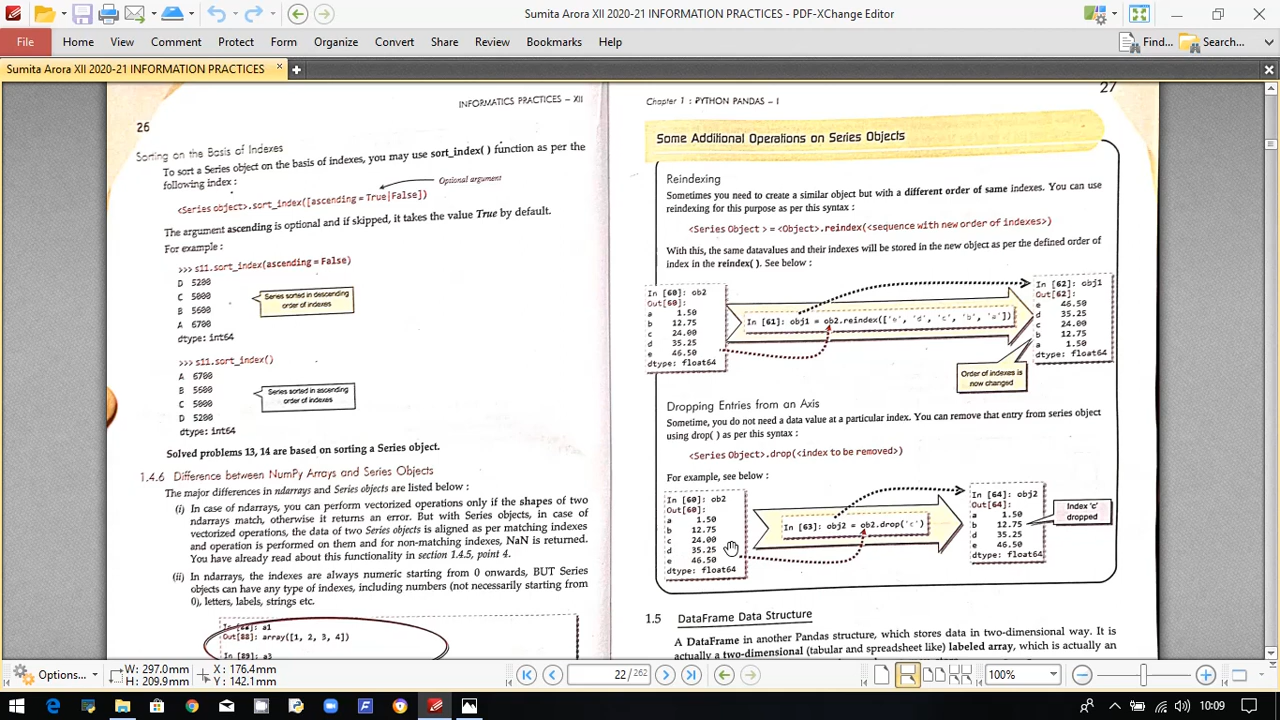 Sumita Arora XII 2020-21 INFORMATION PRACTICES - PDF-XChange Editor
File Home View Comment Protect Form Organize Convert Share Review Bookmarks Help
Find... Search...
Sumita Arora XII 2020-21 INFORMATION PRACTICES
INFORMATICS PRACTICES – XII
26
Sorting on the Basis of Indexes
To sort a Series object on the basis of indexes, you may use sort_index( ) function as per the
following index :
Optional argument
<Series object>.sort_index([ascending = True|False])
The argument ascending is optional and if skipped, it takes the value True by default.
For example :
>>> s11.sort_index(ascending = False)
D 5200
C 5000
B 5600
A 6700
dtype: int64
Series sorted in descending
order of indexes
>>> s11.sort_index()
A 6700
B 5600
C 5000
D 5200
dtype: int64
Series sorted in ascending
order of indexes
Solved problems 13, 14 are based on sorting a Series object.
1.4.6 Difference between NumPy Arrays and Series Objects
The major differences in ndarrays and Series objects are listed below :
(i) In case of ndarrays, you can perform vectorized operations only if the shapes of two
ndarrays match, otherwise it returns an error. But with Series objects, in case of
vectorized operations, the data of two Series objects is aligned as per matching indexes
and operation is performed on them and for non-matching indexes, NaN is returned.
You have already read about this functionality in section 1.4.5, point 4.
(ii) In ndarrays, the indexes are always numeric starting from 0 onwards, BUT Series
objects can have any type of indexes, including numbers (not necessarily starting from
0), letters, labels, strings etc.
a1
Out[88]: array([1, 2, 3, 4])
In [89]: a3
27
Chapter 1 : PYTHON PANDAS – I
Some Additional Operations on Series Objects
Reindexing
Sometimes you need to create a similar object but with a different order of same indexes. You can use
reindexing for this purpose as per this syntax :
<Series Object > = <Object>.reindex(<sequence with new order of indexes>)
With this, the same datavalues and their indexes will be stored in the new object as per the defined order of
index in the reindex( ). See below :
In [60]: ob2
Out[60]:
a 1.50
b 12.75
c 24.00
d 35.25
e 46.50
dtype: float64
In [61]: obj1 = ob2.reindex(['e', 'd', 'c', 'b', 'a'])
In [62]: obj1
Out[62]:
e 46.50
d 35.25
c 24.00
b 12.75
a 1.50
dtype: float64
Order of indexes is
now changed
Dropping Entries from an Axis
Sometime, you do not need a data value at a particular index. You can remove that entry from series object
using drop( ) as per this syntax :
<Series Object>.drop(<index to be removed>)
For example, see below :
In [60]: ob2
Out[60]:
a 1.50
b 12.75
c 24.00
d 35.25
e 46.50
dtype: float64
In [63]: obj2 = ob2.drop('c')
In [64]: obj2
Out[64]:
a 1.50
b 12.75
d 35.25
e 46.50
dtype: float64
Index 'c'
dropped
1.5 DataFrame Data Structure
A DataFrame in another Pandas structure, which stores data in two-dimensional way. It is
actually a two-dimensional (tabular and spreadsheet like) labeled array, which is actually an
Options... W: 297.0mm X: 176.4mm 22 / 262 100%
H: 209.9mm Y: 142.1mm
ENG 10:09